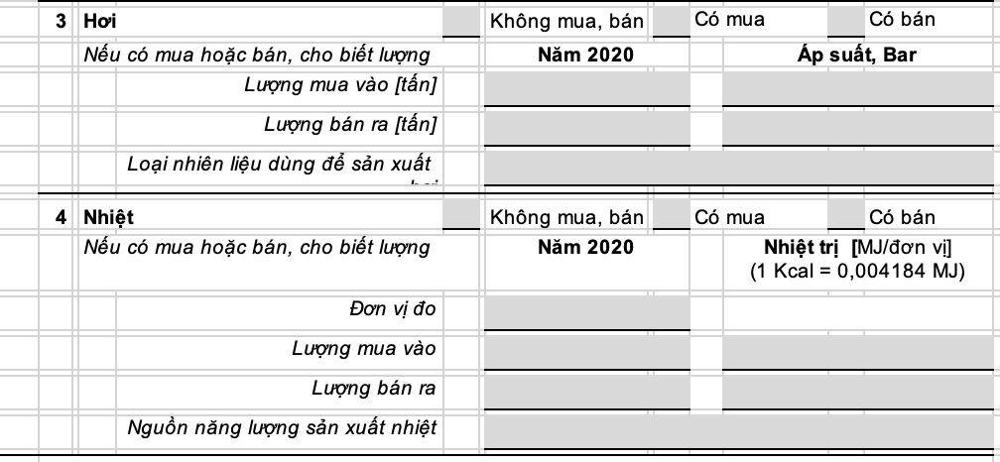 3 Hơi Không mua, bán Có mua Có bán
Nếu có mua hoặc bán, cho biết lượng Năm 2020 Áp suất, Bar
Lượng mua vào [tấn]
Lượng bán ra [tấn]
Loại nhiên liệu dùng để sản xuất
4 Nhiệt Không mua, bán Có mua Có bán
Nếu có mua hoặc bán, cho biết lượng Năm 2020 Nhiệt trị [MJ/đơn vị]
(1 Kcal = 0,004184 MJ)
Đơn vị đo
Lượng mua vào
Lượng bán ra
Nguồn năng lượng sản xuất nhiệt